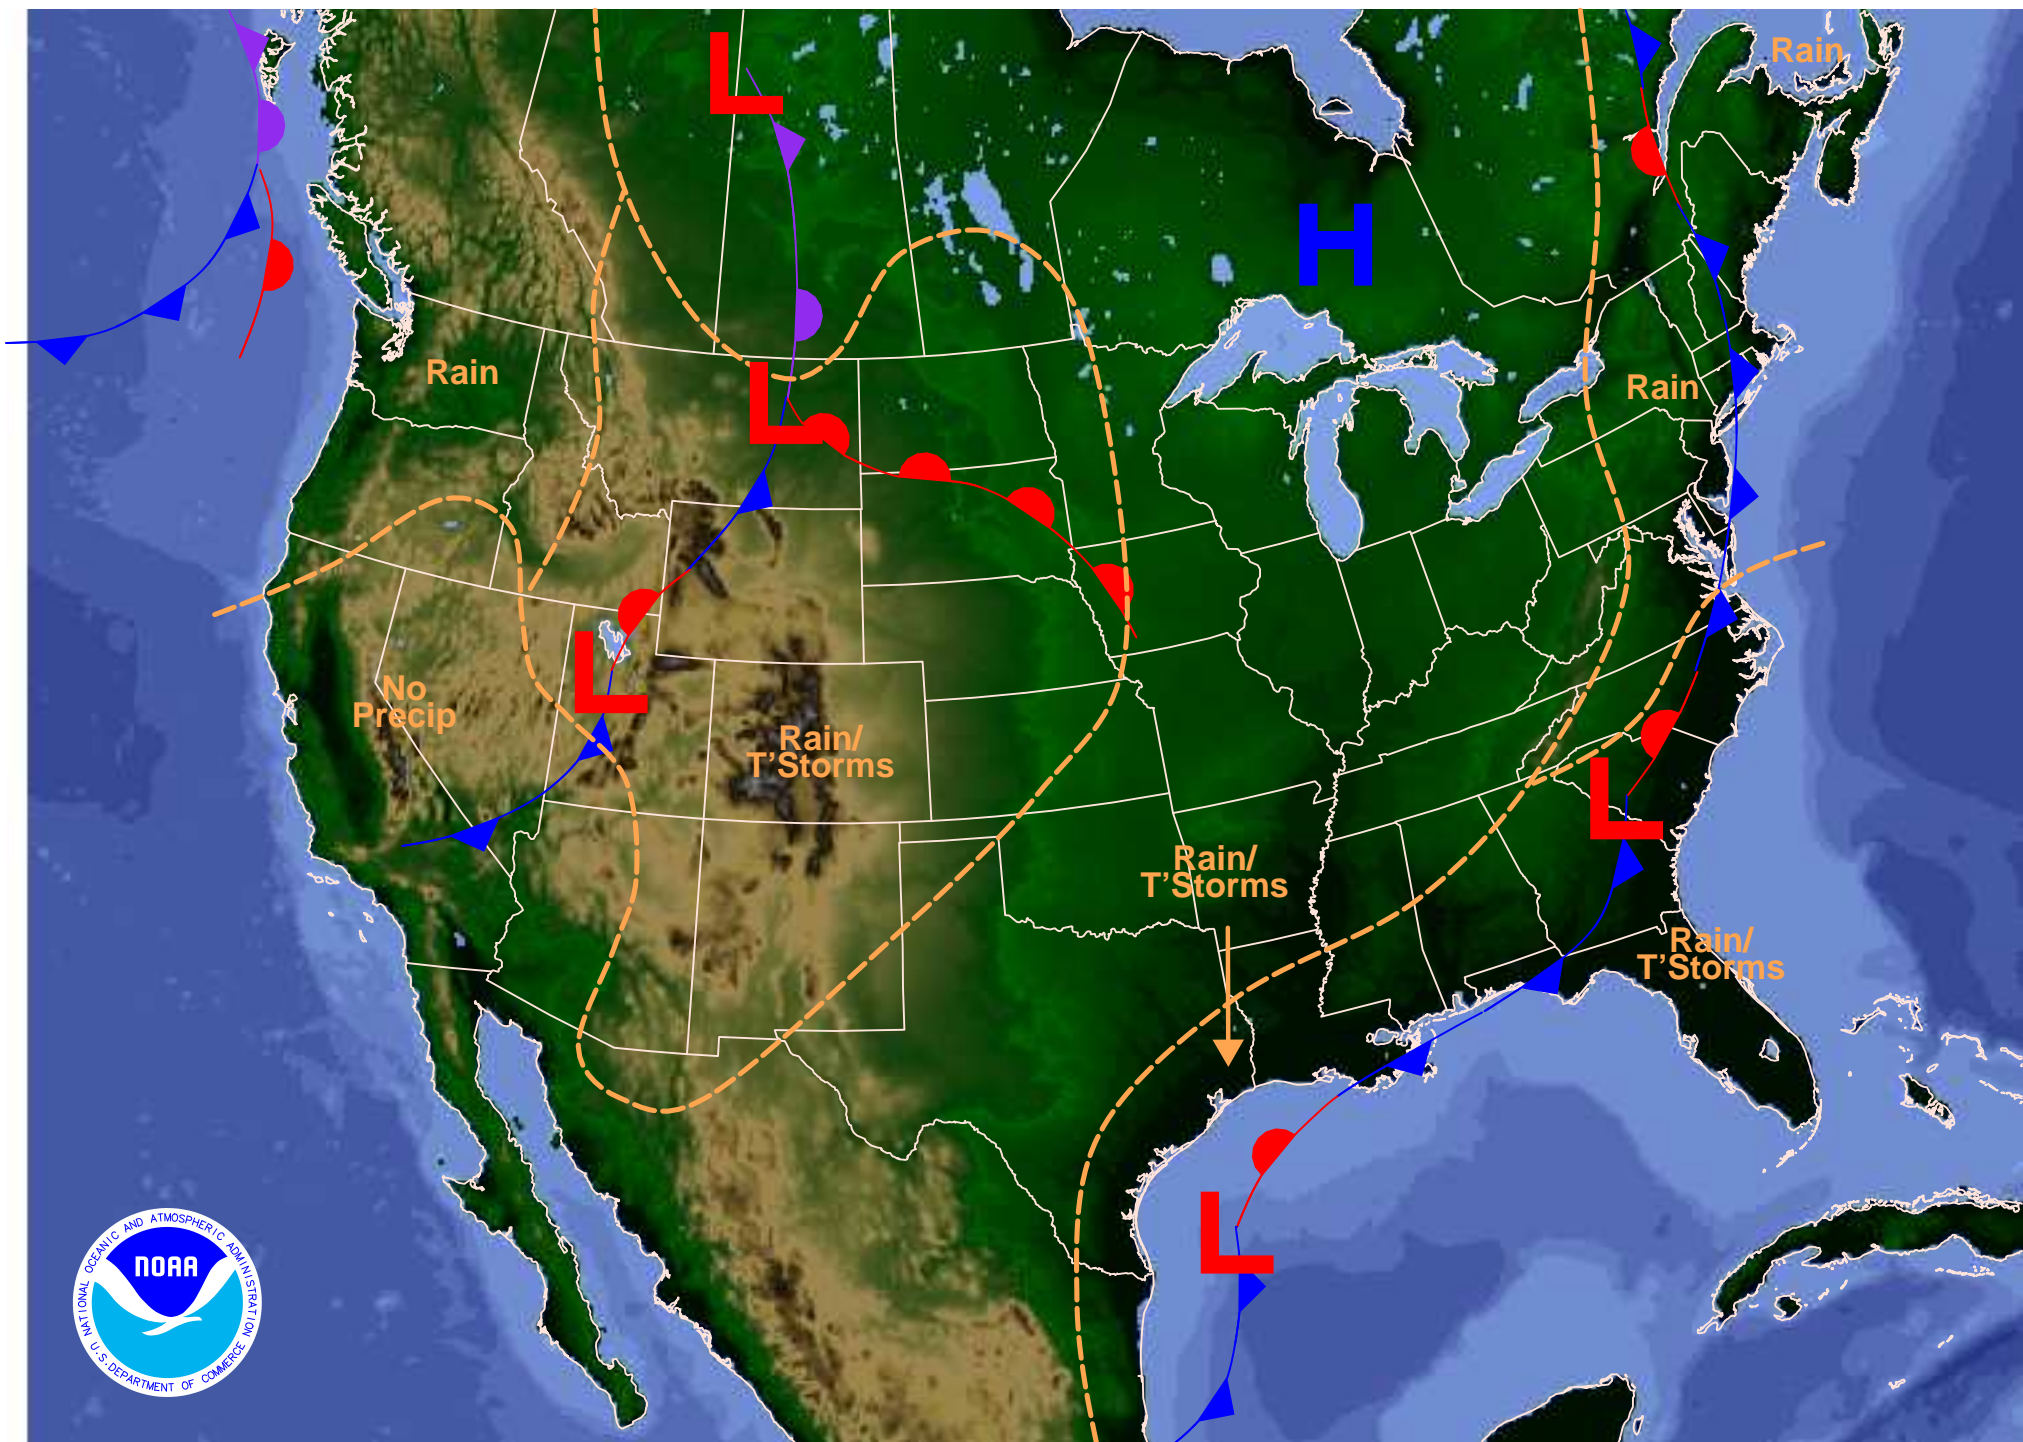 L
Rain
H
Rain
L
Rain
No
Precip
L
Rain/
T’Storms
L
Rain/
T’Storms
Rain/
T’Storms
L
NATIONAL OCEANIC AND ATMOSPHERIC ADMINISTRATION
NOAA
U.S. DEPARTMENT OF COMMERCE